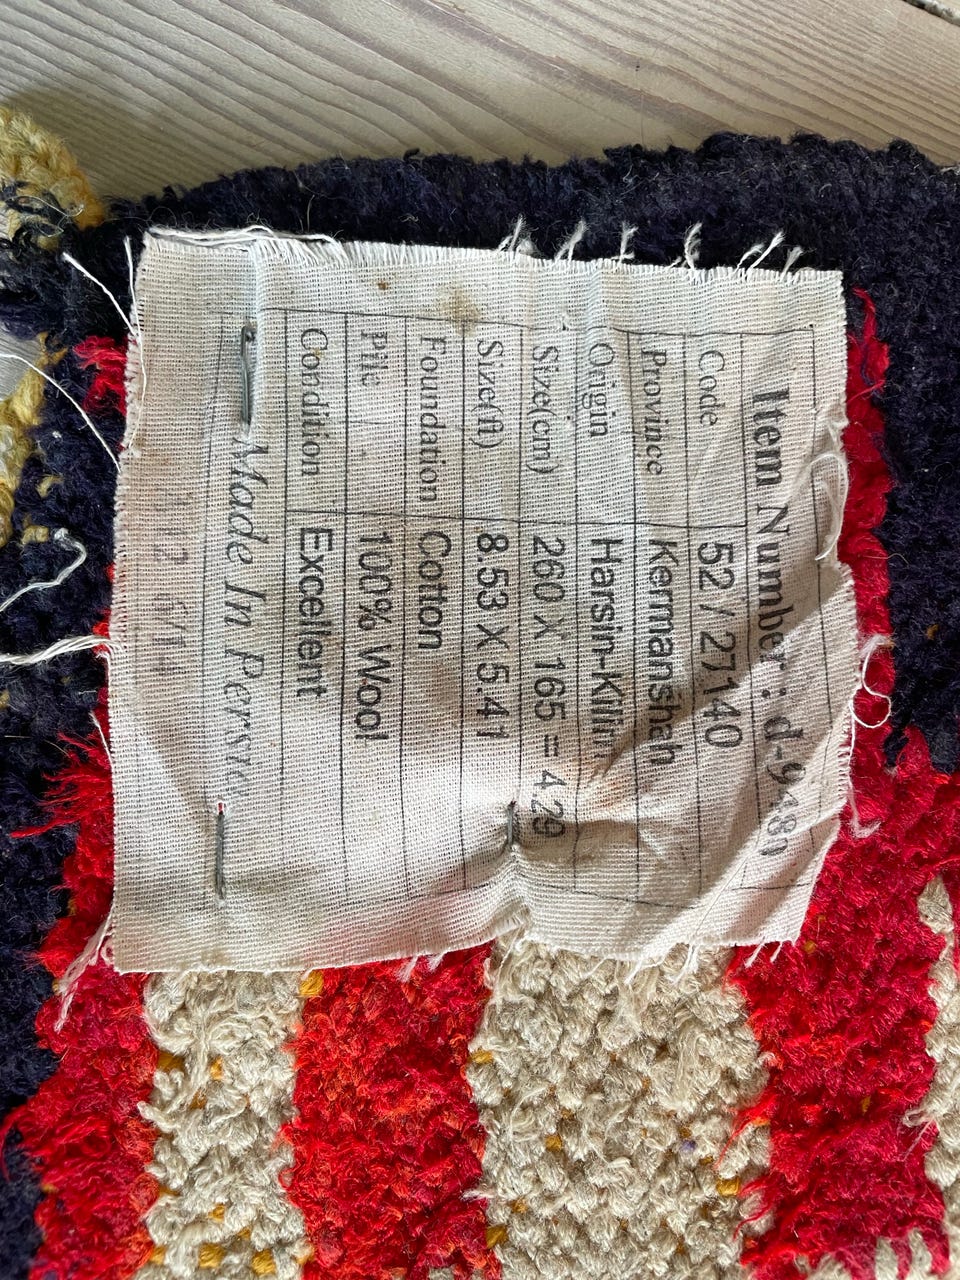 Item Number :
Code 52 / 27140
Province Kermanshah
Origin Harsin-Kilim
Size(cm) 260 X 165 = 4.29
Size(ft) 8.53 X 5.41
Foundation Cotton
Pile 100% Wool
Condition Excellent
Made In Persia